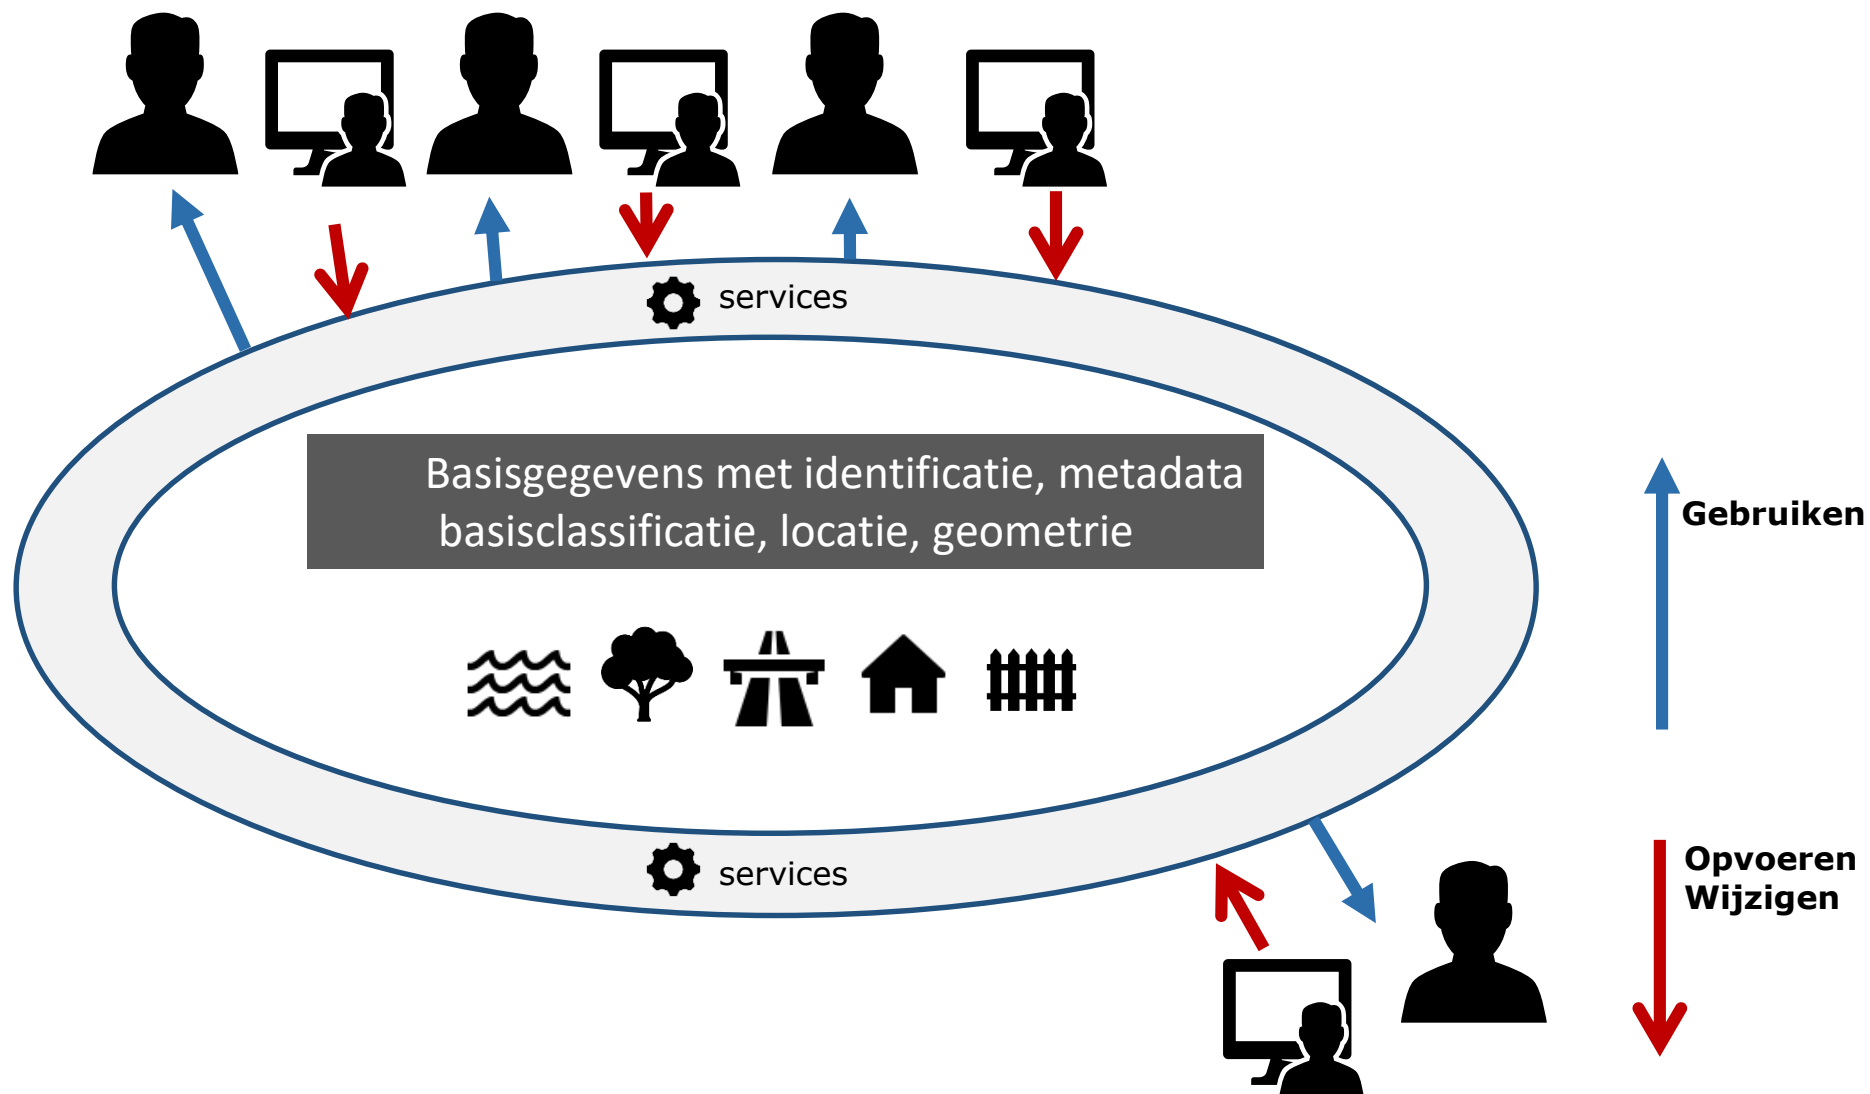 services
Basisgegevens met identificatie, metadata
basisclassificatie, locatie, geometrie
Gebruiken
services
Opvoeren
Wijzigen